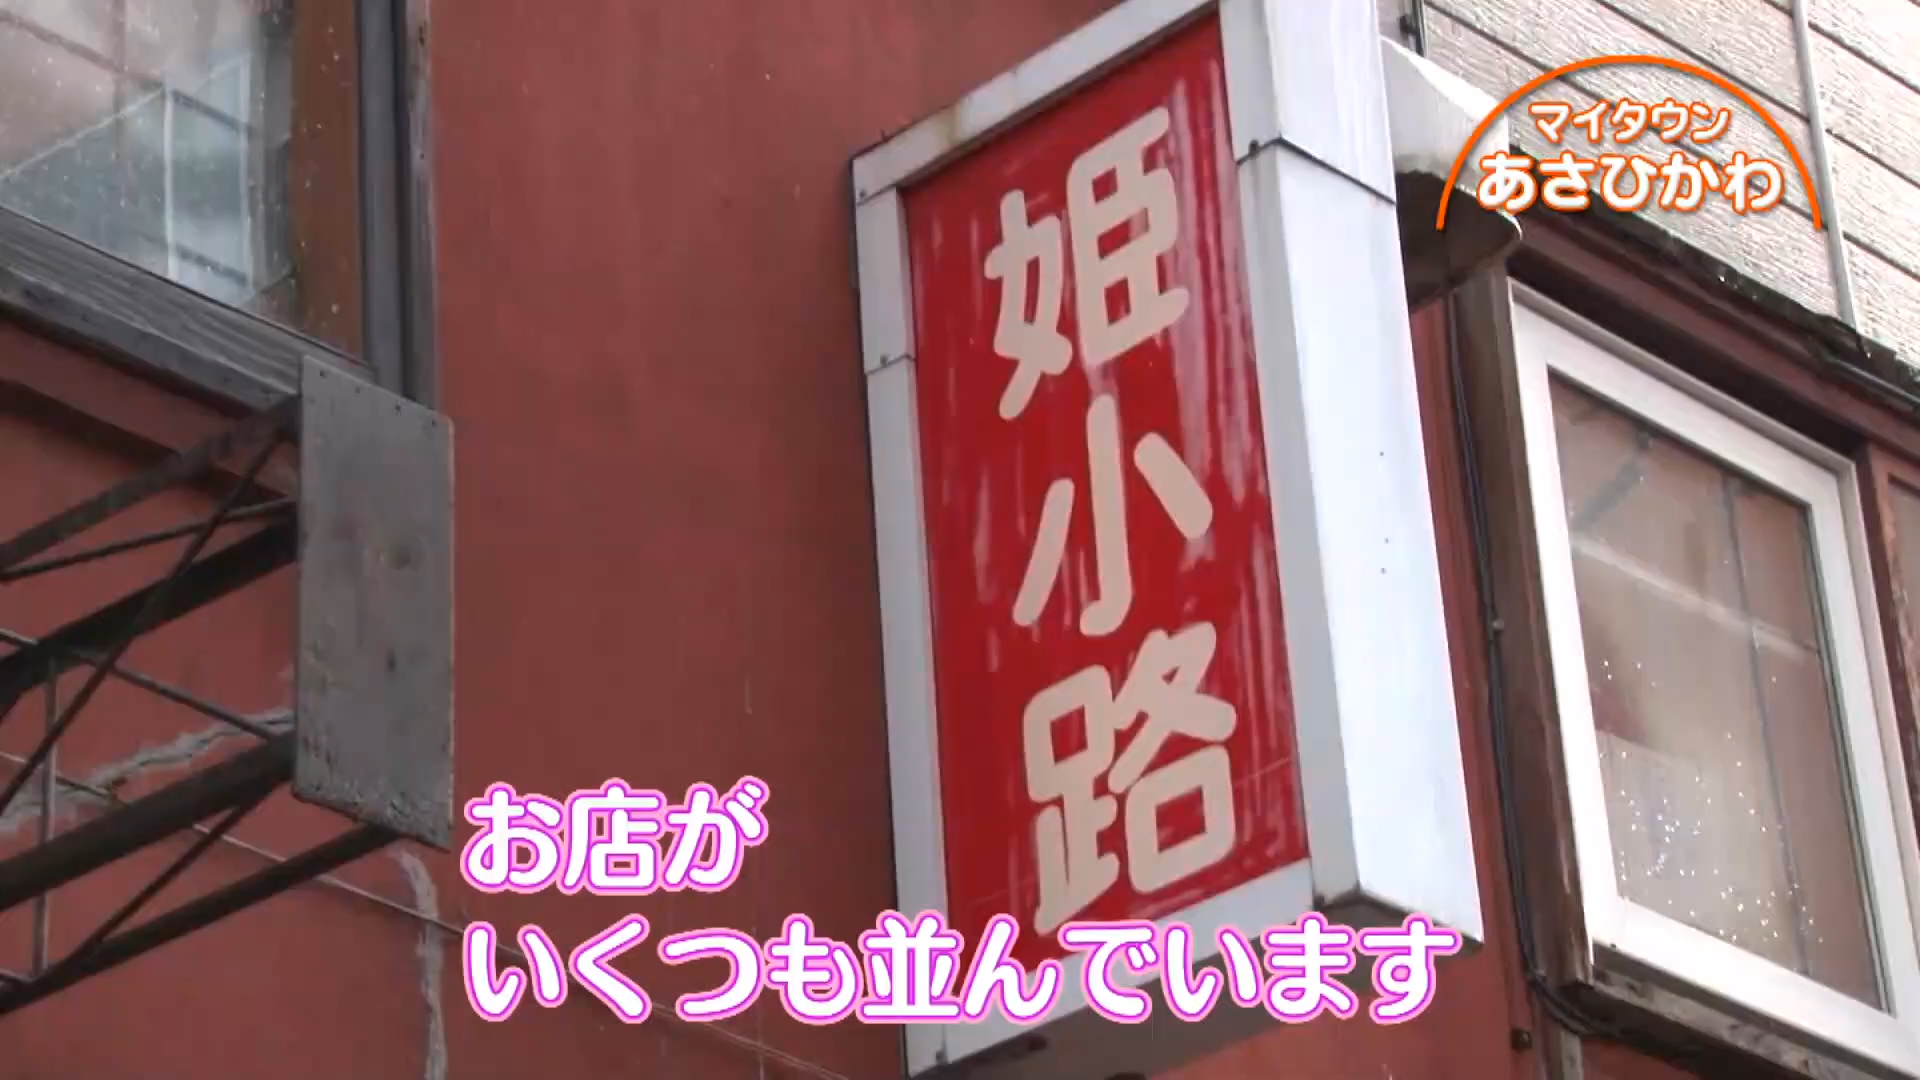 マイタウン
あさひかわ
姫小路
お店が
いくつも並んでいます